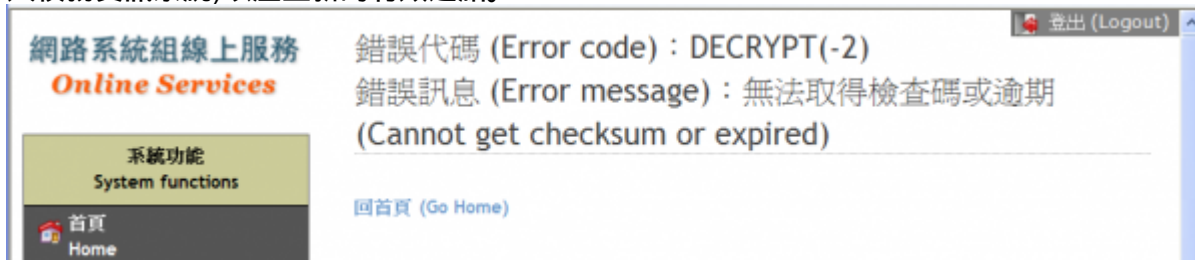 登出 (Logout)
網路系統組線上服務
Online Services
錯誤代碼 (Error code)：DECRYPT(-2)
錯誤訊息 (Error message)：無法取得檢查碼或逾期
(Cannot get checksum or expired)
系統功能
System functions
回首頁 (Go Home)
首頁
Home